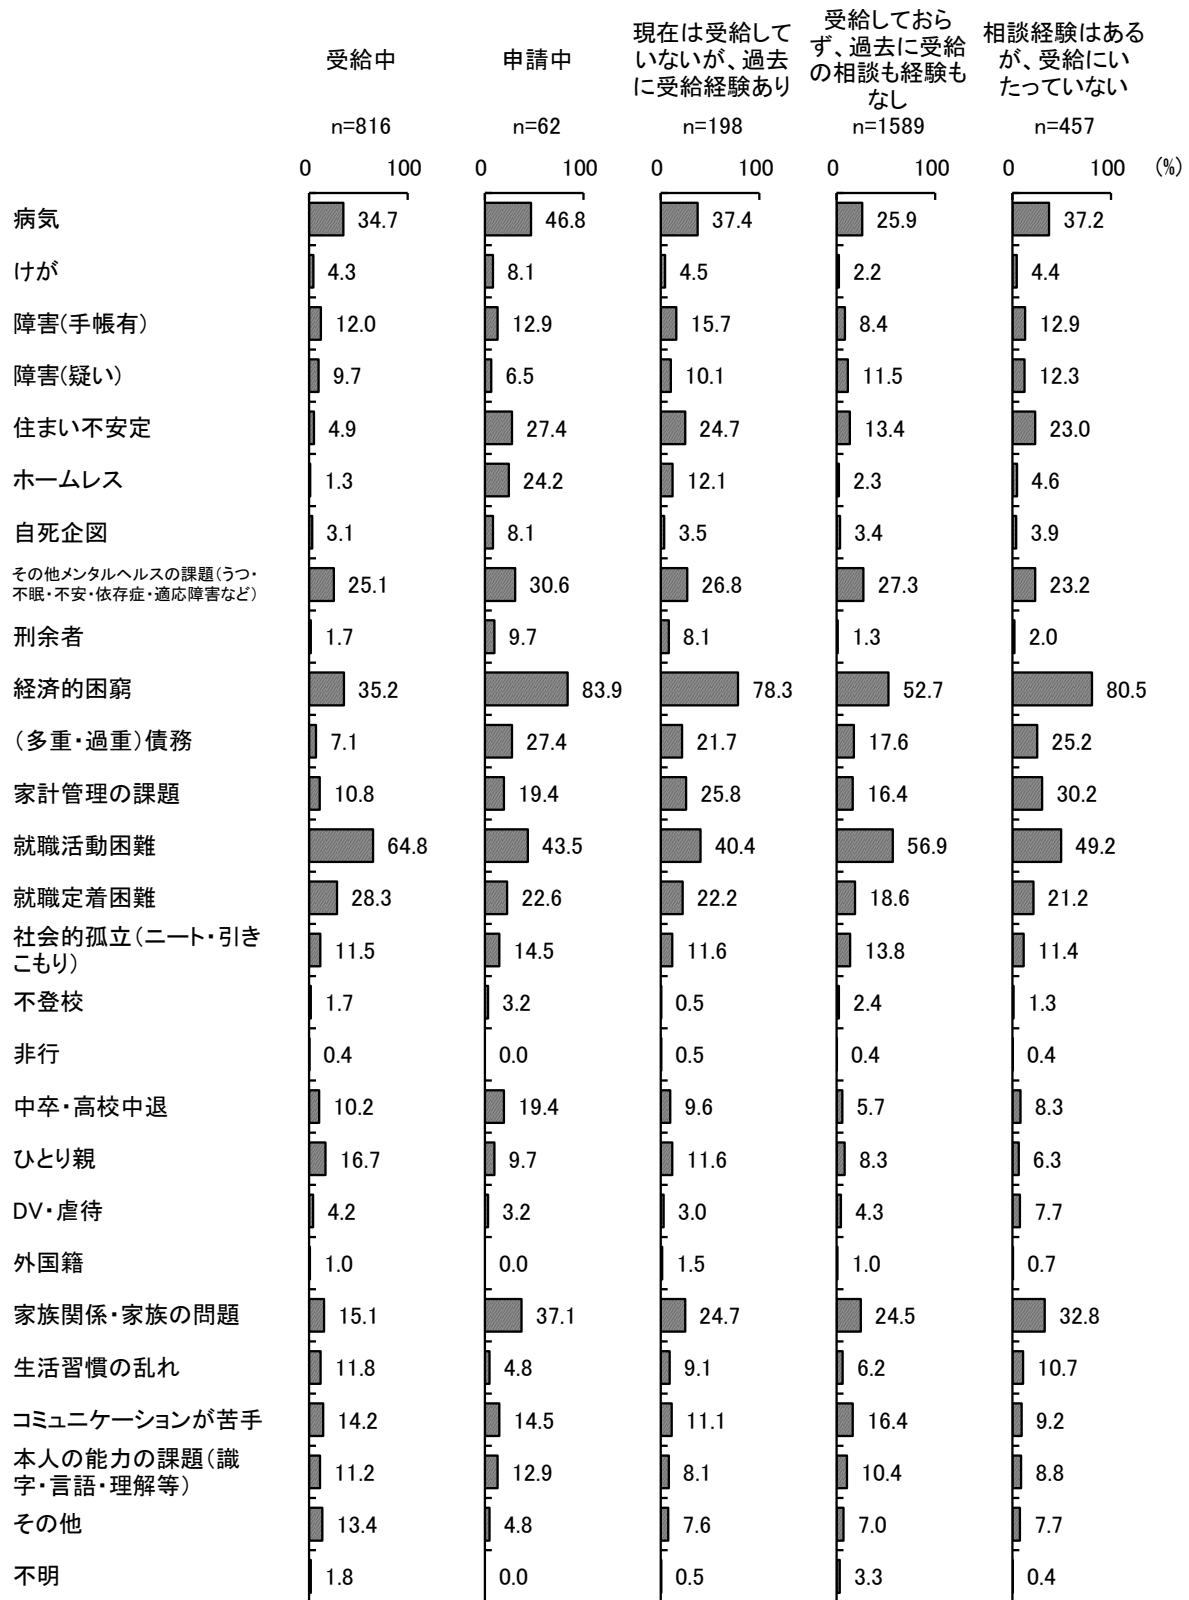 受給中
申請中
現在は受給して
いないが、過去
に受給経験あり
受給しておら
ず、過去に受給
の相談も経験も
なし
相談経験はある
が、受給にい
たっていない
n=816 n=62 n=198 n=1589 n=457
0 100 0 100 0 100 0 100 0 100 (%)
病気 34.7 46.8 37.4 25.9 37.2
けが 4.3 8.1 4.5 2.2 4.4
障害(手帳有) 12.0 12.9 15.7 8.4 12.9
障害(疑い) 9.7 6.5 10.1 11.5 12.3
住まい不安定 4.9 27.4 24.7 13.4 23.0
ホームレス 1.3 24.2 12.1 2.3 4.6
自死企図 3.1 8.1 3.5 3.4 3.9
その他メンタルヘルスの課題(うつ・
不眠・不安・依存症・適応障害など) 25.1 30.6 26.8 27.3 23.2
刑余者 1.7 9.7 8.1 1.3 2.0
経済的困窮 35.2 83.9 78.3 52.7 80.5
(多重・過重)債務 7.1 27.4 21.7 17.6 25.2
家計管理の課題 10.8 19.4 25.8 16.4 30.2
就職活動困難 64.8 43.5 40.4 56.9 49.2
就職定着困難 28.3 22.6 22.2 18.6 21.2
社会的孤立(ニート・引き
こもり) 11.5 14.5 11.6 13.8 11.4
不登校 1.7 3.2 0.5 2.4 1.3
非行 0.4 0.0 0.5 0.4 0.4
中卒・高校中退 10.2 19.4 9.6 5.7 8.3
ひとり親 16.7 9.7 11.6 8.3 6.3
DV・虐待 4.2 3.2 3.0 4.3 7.7
外国籍 1.0 0.0 1.5 1.0 0.7
家族関係・家族の問題 15.1 37.1 24.7 24.5 32.8
生活習慣の乱れ 11.8 4.8 9.1 6.2 10.7
コミュニケーションが苦手 14.2 14.5 11.1 16.4 9.2
本人の能力の課題(識
字・言語・理解等) 11.2 12.9 8.1 10.4 8.8
その他 13.4 4.8 7.6 7.0 7.7
不明 1.8 0.0 0.5 3.3 0.4